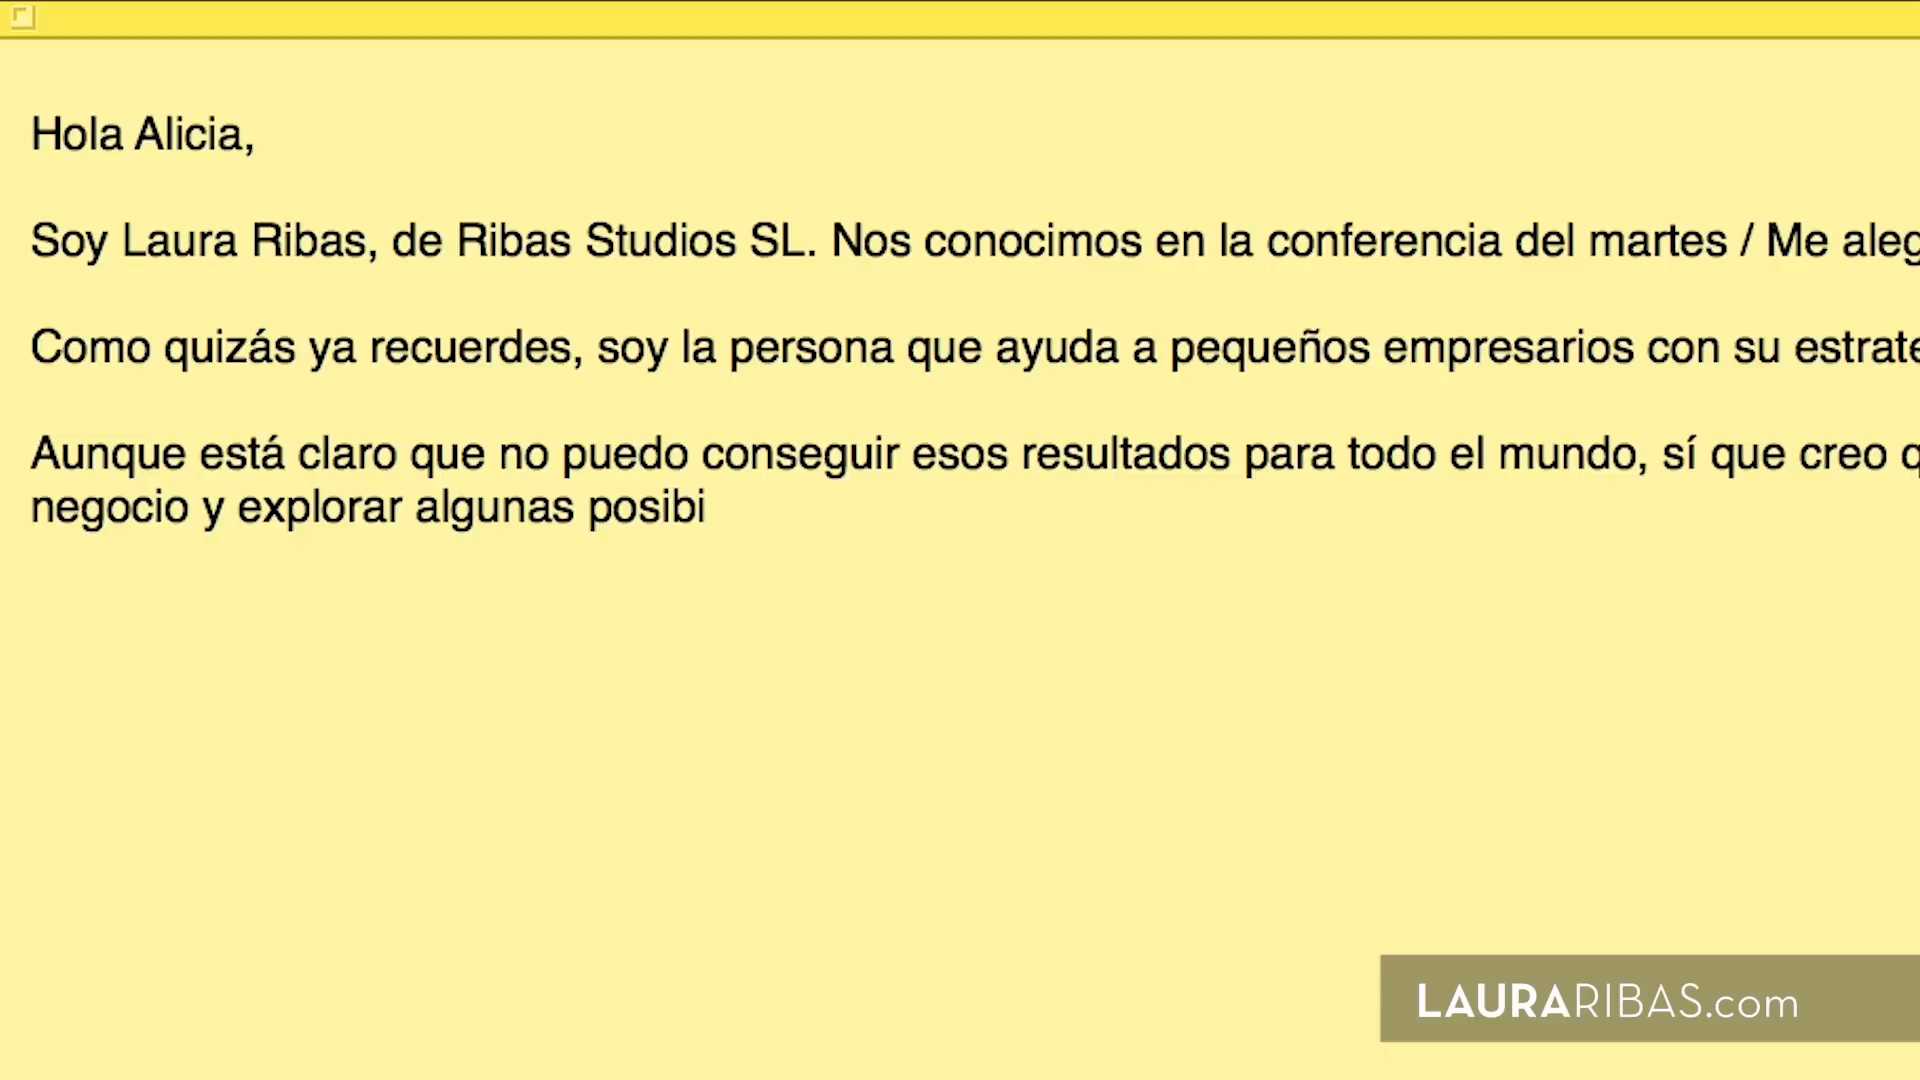 Hola Alicia,
Soy Laura Ribas, de Ribas Studios SL. Nos conocimos en la conferencia del martes / Me aleg
Como quizás ya recuerdes, soy la persona que ayuda a pequeños empresarios con su estrate
Aunque está claro que no puedo conseguir esos resultados para todo el mundo, sí que creo q
negocio y explorar algunas posibi
LAURARIBAS.com